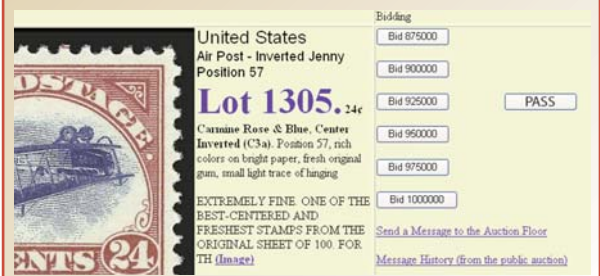 POSTAGE
CENTS 24
United States
Air Post - Inverted Jenny
Position 57
Lot 1305. 24¢
Carmine Rose & Blue, Center
Inverted (C3a). Position 57, rich
colors on bright paper, fresh original
gum, small light trace of hinging
EXTREMELY FINE. ONE OF THE
BEST-CENTERED AND
FRESHEST STAMPS FROM THE
ORIGINAL SHEET OF 100. FOR
TH (Image)
Bidding
Bid 875000
Bid 900000
Bid 925000
PASS
Bid 950000
Bid 975000
Bid 1000000
Send a Message to the Auction Floor
Message History (from the public auction)